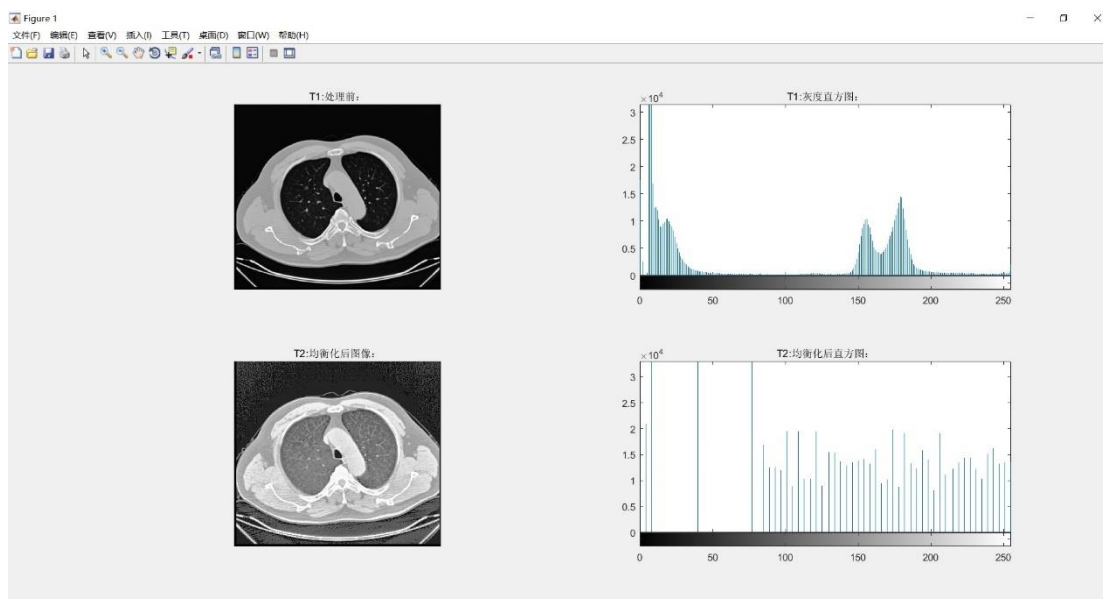 Figure 1
文件(F) 编辑(E) 查看(V) 插入(I) 工具(T) 桌面(D) 窗口(W) 帮助(H)
T1:处理前：
T1:灰度直方图：
×10⁴
3
2.5
2
1.5
1
0.5
0
0 50 100 150 200 250
T2:均衡化后图像：
T2:均衡化后直方图：
×10⁴
3
2.5
2
1.5
1
0.5
0
0 50 100 150 200 250